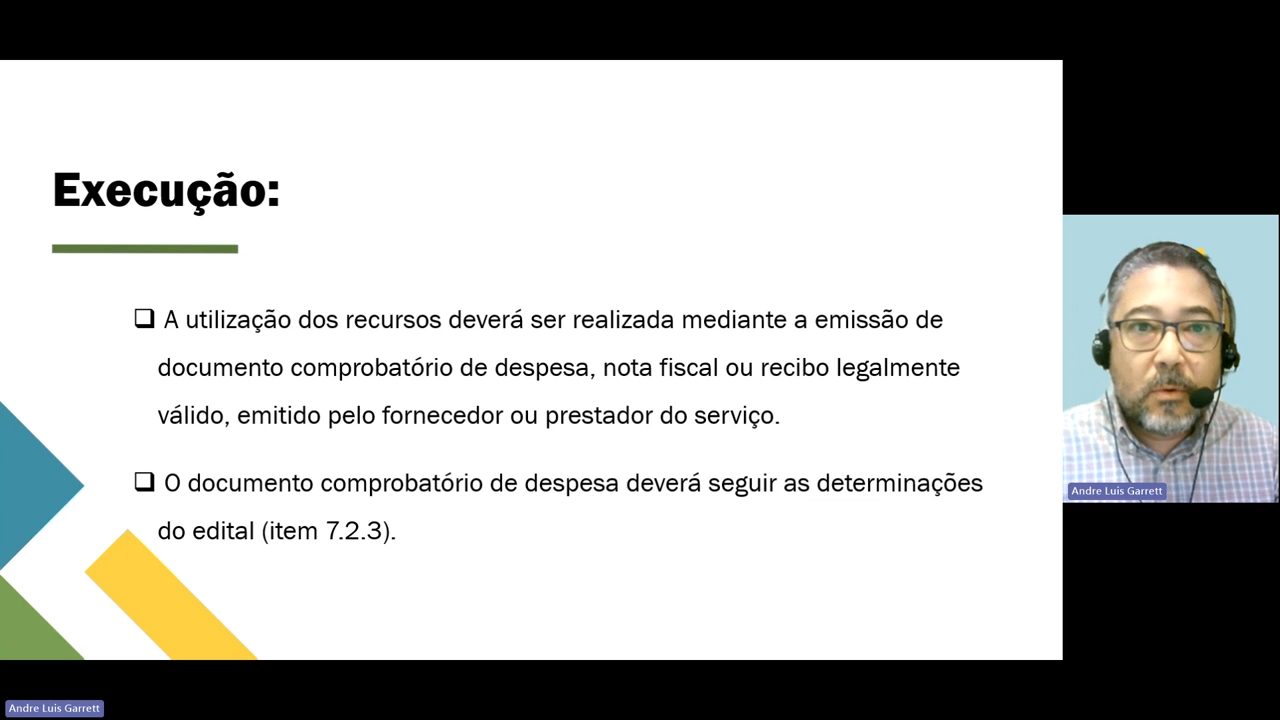 Execução:
❑ A utilização dos recursos deverá ser realizada mediante a emissão de
documento comprobatório de despesa, nota fiscal ou recibo legalmente
válido, emitido pelo fornecedor ou prestador do serviço.
❑ O documento comprobatório de despesa deverá seguir as determinações
do edital (item 7.2.3).
Andre Luis Garrett
Andre Luis Garrett